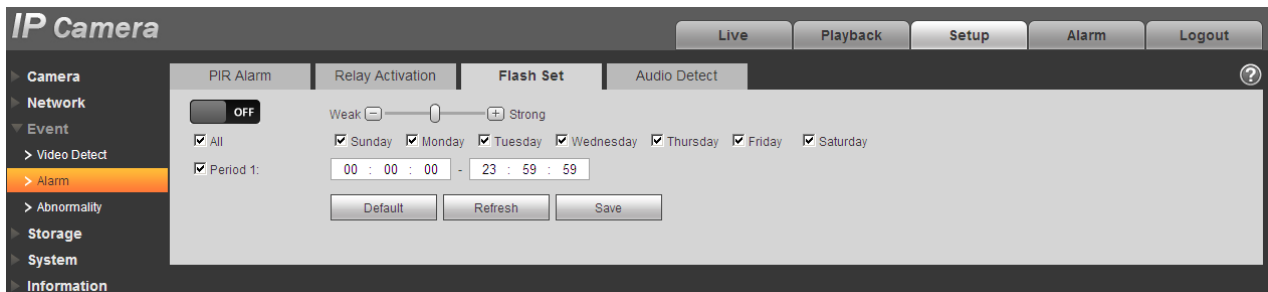 IP Camera
Live Playback Setup Alarm Logout
Camera
Network
Event
> Video Detect
> Alarm
> Abnormality
Storage
System
Information
PIR Alarm Relay Activation Flash Set Audio Detect ?
OFF Weak - + Strong
All Sunday Monday Tuesday Wednesday Thursday Friday Saturday
Period 1: 00 : 00 : 00 - 23 : 59 : 59
Default Refresh Save